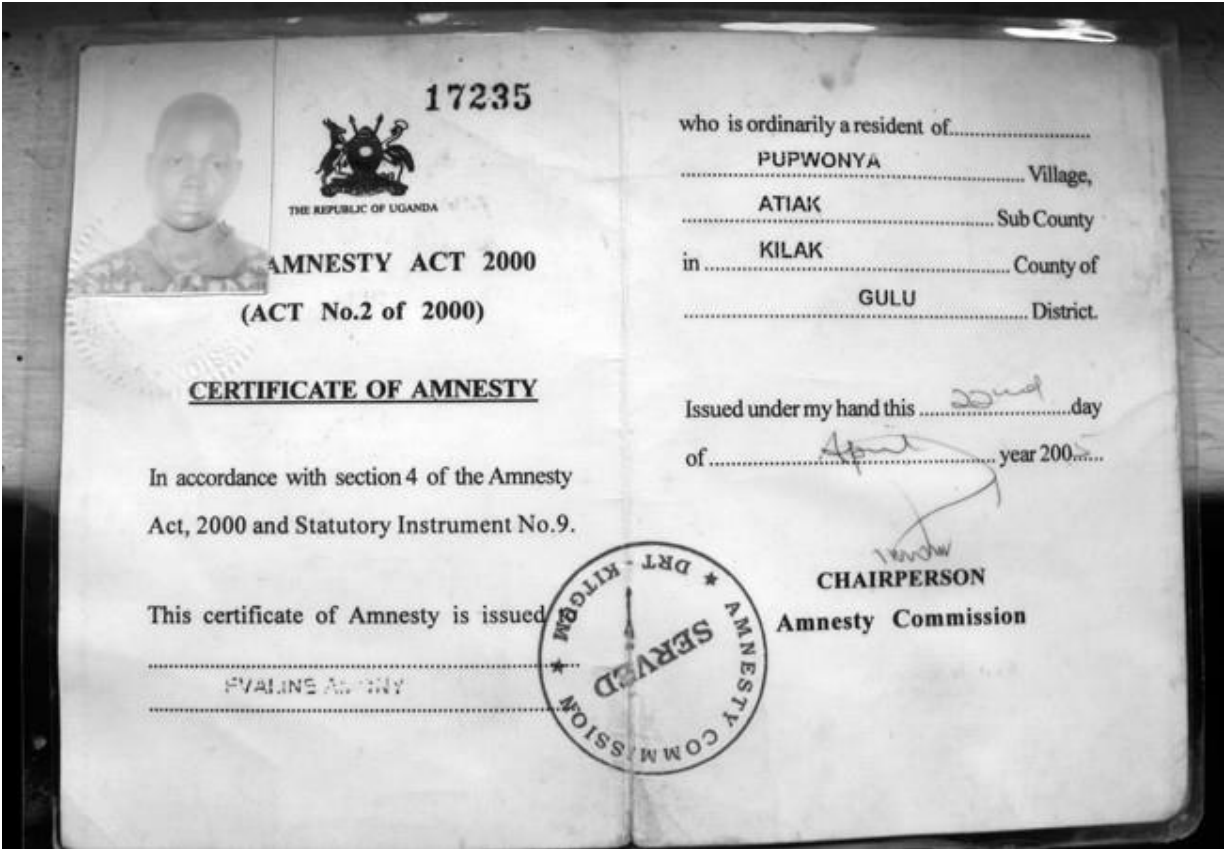 17235
THE REPUBLIC OF UGANDA
AMNESTY ACT 2000
(ACT No.2 of 2000)
CERTIFICATE OF AMNESTY
In accordance with section 4 of the Amnesty
Act, 2000 and Statutory Instrument No.9.
This certificate of Amnesty is issued
who is ordinarily a resident of
PUPWONYA Village,
ATIAK Sub County
in KILAK County of
GULU District.
Issued under my hand this 22nd day
of April year 200
CHAIRPERSON
Amnesty Commission
AMNESTY COMMISSION ★ DRT - KITGUM ★
SERVED